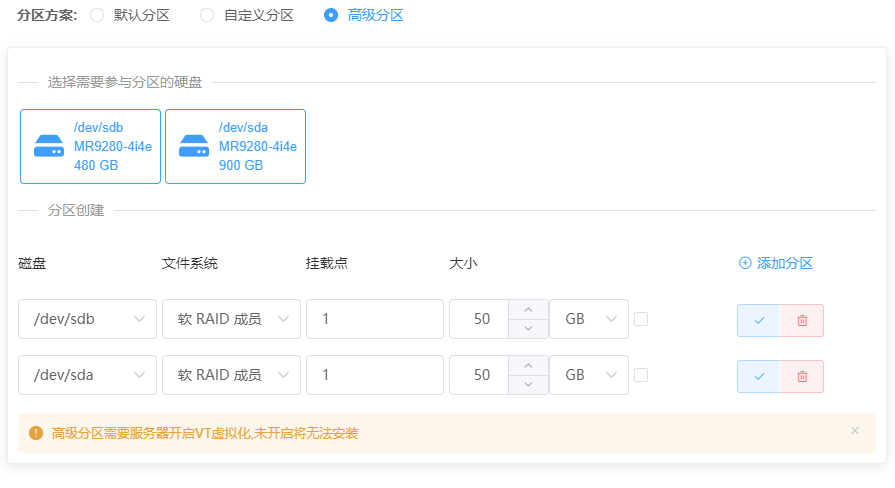 分区方案: 默认分区 自定义分区 高级分区
选择需要参与分区的硬盘
/dev/sdb
MR9280-4i4e
480 GB
/dev/sda
MR9280-4i4e
900 GB
分区创建
磁盘 文件系统 挂载点 大小 添加分区
/dev/sdb 软 RAID 成员 1 50 GB
/dev/sda 软 RAID 成员 1 50 GB
高级分区需要服务器开启VT虚拟化,未开启将无法安装